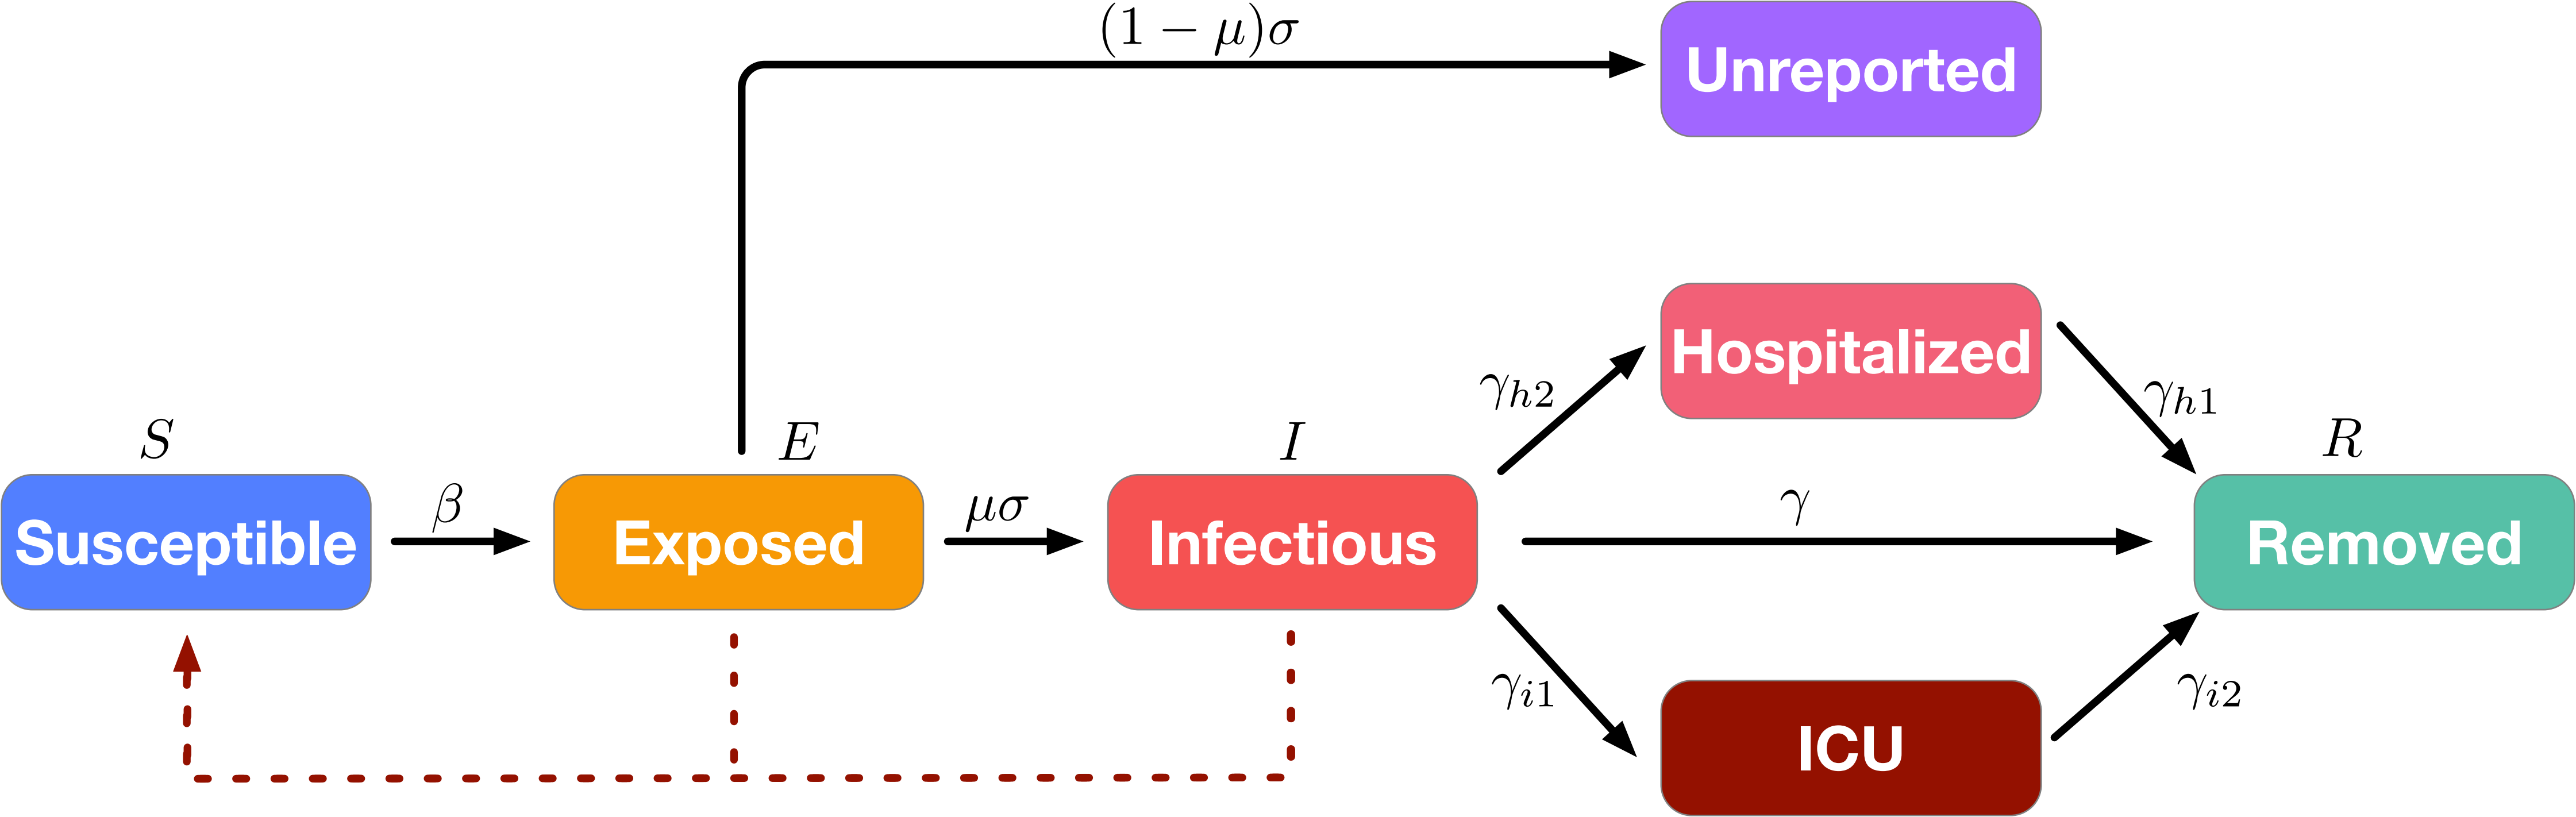 (1 − μ)σ
Unreported
Hospitalized
γh2
γh1
S
E
I
R
Susceptible
β
Exposed
μσ
Infectious
γ
Removed
γi1
γi2
ICU